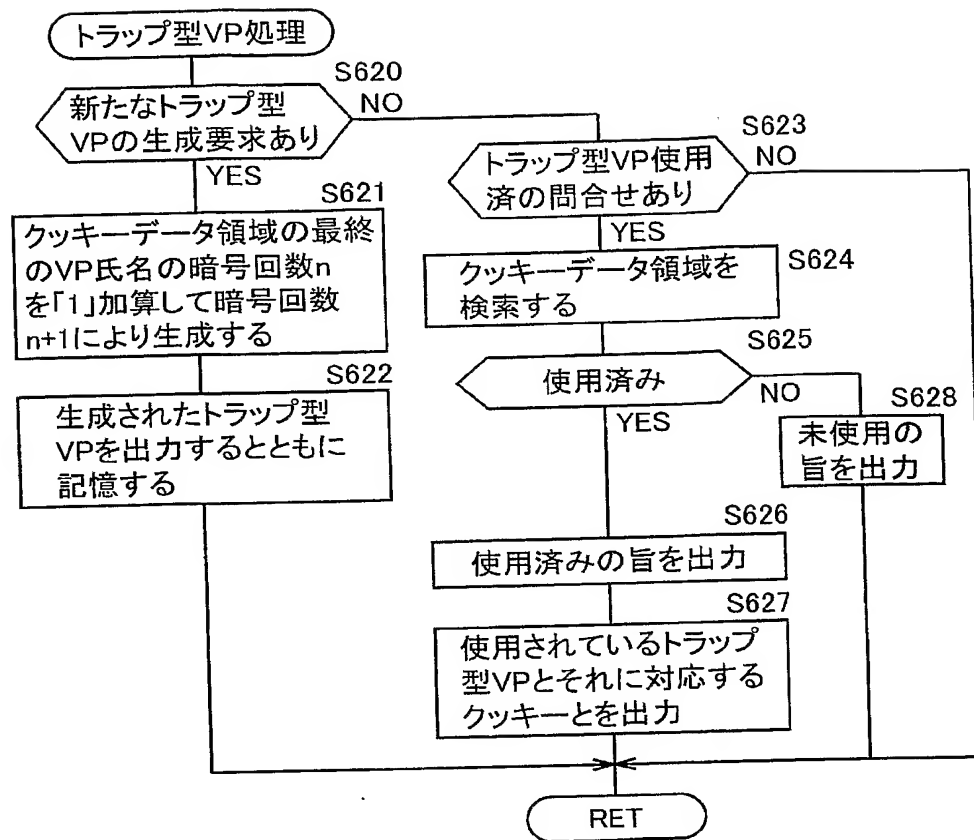 トラップ型VP処理
S620
新たなトラップ型
VPの生成要求あり
NO
YES
S621
クッキーデータ領域の最終
のVP氏名の暗号回数n
を「1」加算して暗号回数
n+1により生成する
S622
生成されたトラップ型
VPを出力するとともに
記憶する
S623
トラップ型VP使用
済の問合せあり
NO
YES
クッキーデータ領域を
検索する
S624
S625
使用済み
NO
YES
S628
未使用の
旨を出力
S626
使用済みの旨を出力
S627
使用されているトラップ
型VPとそれに対応する
クッキーとを出力
RET